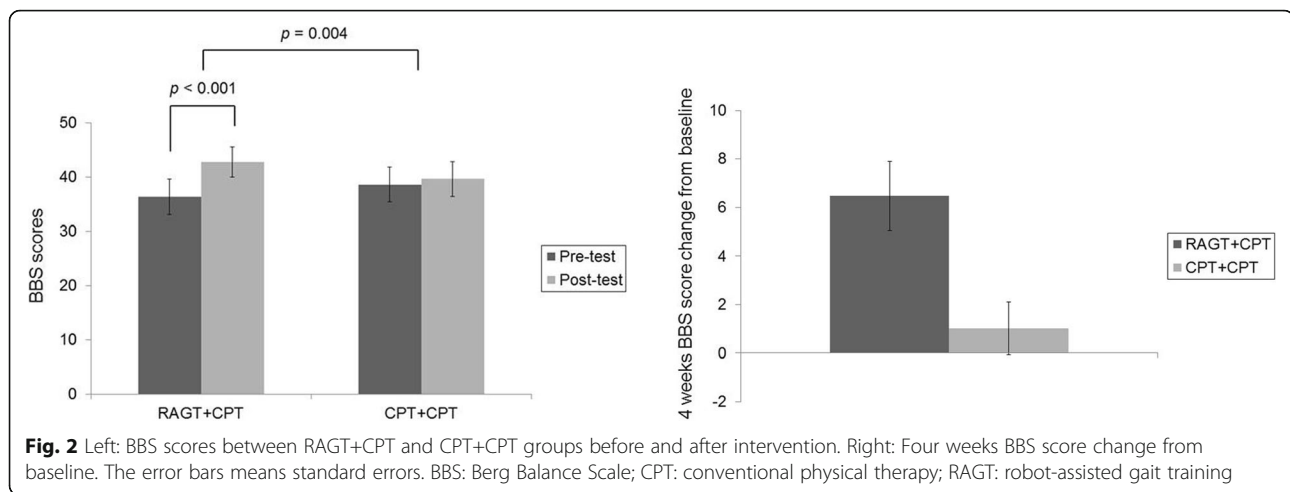 p = 0.004
p < 0.001
BBS scores
50
40
30
20
10
0
RAGT+CPT
CPT+CPT
Pre-test
Post-test
4 weeks BBS score change from baseline
10
8
6
4
2
0
-2
RAGT+CPT
CPT+CPT
Fig. 2 Left: BBS scores between RAGT+CPT and CPT+CPT groups before and after intervention. Right: Four weeks BBS score change from
baseline. The error bars means standard errors. BBS: Berg Balance Scale; CPT: conventional physical therapy; RAGT: robot-assisted gait training